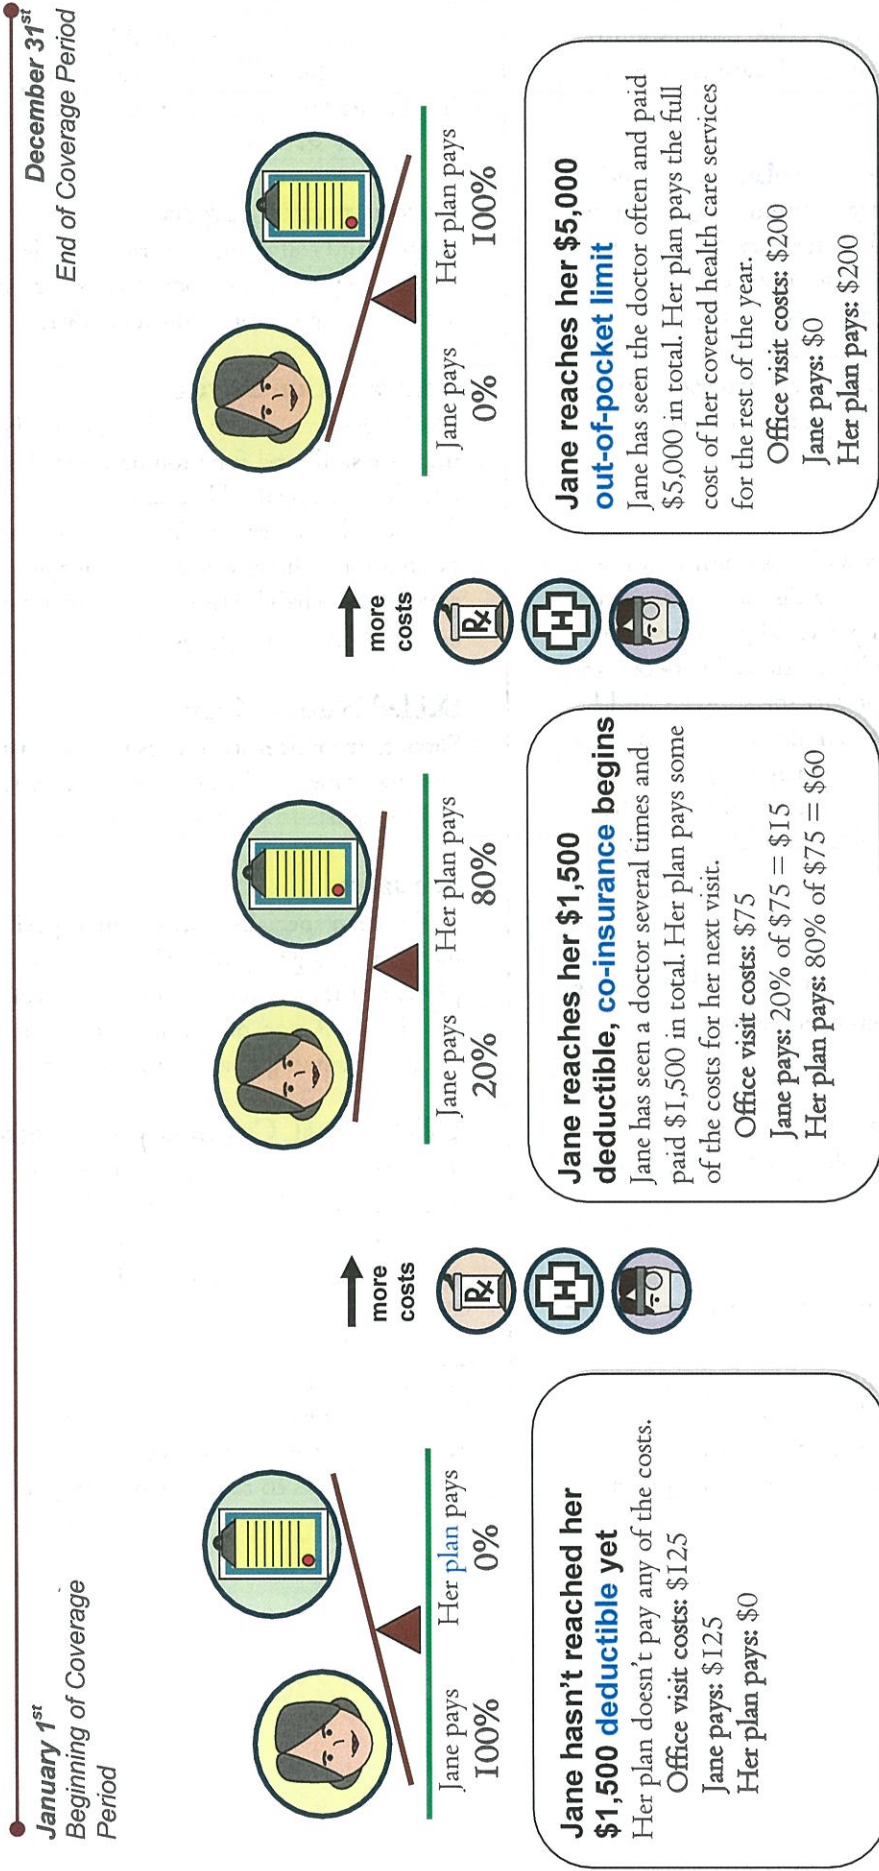 January 1st
Beginning of Coverage
Period
December 31st
End of Coverage Period
Jane pays
100%
Her plan pays
0%
more
costs
Rx
H
Jane pays
20%
Her plan pays
80%
more
costs
Rx
H
Jane pays
0%
Her plan pays
100%
Jane hasn't reached her
$1,500 deductible yet
Her plan doesn't pay any of the costs.
Office visit costs: $125
Jane pays: $125
Her plan pays: $0
Jane reaches her $1,500
deductible, co-insurance begins
Jane has seen a doctor several times and
paid $1,500 in total. Her plan pays some
of the costs for her next visit.
Office visit costs: $75
Jane pays: 20% of $75 = $15
Her plan pays: 80% of $75 = $60
Jane reaches her $5,000
out-of-pocket limit
Jane has seen the doctor often and paid
$5,000 in total. Her plan pays the full
cost of her covered health care services
for the rest of the year.
Office visit costs: $200
Jane pays: $0
Her plan pays: $200